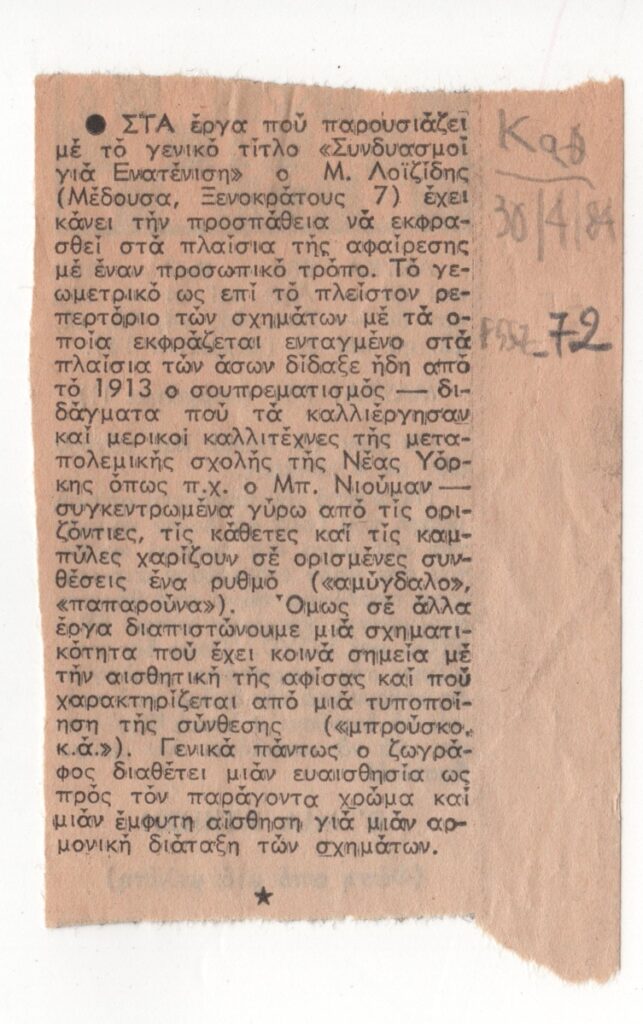 ● ΣΤΑ έργα πού παρουσιάζει
μέ τό γενικό τίτλο «Συνδυασμοί
γιά Ενατένιση» ο Μ. Λοϊζίδης
(Μέδουσα, Ξενοκράτους 7) έχει
κάνει τήν προσπάθεια νά εκφρα-
σθεί στά πλαίσια τής αφαίρεσης
μέ έναν προσωπικό τρόπο. Τό γε-
ωμετρικό ως επί τό πλείστον ρε-
περτόριο τών σχημάτων μέ τά ο-
ποία εκφράζεται ενταγμένο στά
πλαίσια τών άσων δίδαξε ήδη από
τό 1913 ο σουπρεματισμός — δι-
δάγματα πού τά καλλιέργησαν
καί μερικοί καλλιτέχνες τής μετα-
πολεμικής σχολής τής Νέας Υόρ-
κης όπως π.χ. ο Μπ. Νιούμαν —
συγκεντρωμένα γύρω από τίς ορι-
ζόντιες, τίς κάθετες καί τίς καμ-
πύλες χαρίζουν σέ ορισμένες συν-
θέσεις ένα ρυθμό («αμύγδαλο»,
«παπαρούνα»). Όμως σέ άλλα
έργα διαπιστώνουμε μιά σχηματι-
κότητα πού έχει κοινά σημεία μέ
τήν αισθητική τής αφίσας καί πού
χαρακτηρίζεται από μιά τυποποί-
ηση τής σύνθεσης («μπρούσκο,
κ.ά.»). Γενικά πάντως ο ζωγρά-
φος διαθέτει μιάν ευαισθησία ως
πρός τόν παράγοντα χρώμα καί
μιάν έμφυτη αίσθηση γιά μιάν αρ-
μονική διάταξη τών σχημάτων.
★
Καθ
30/4/84
72